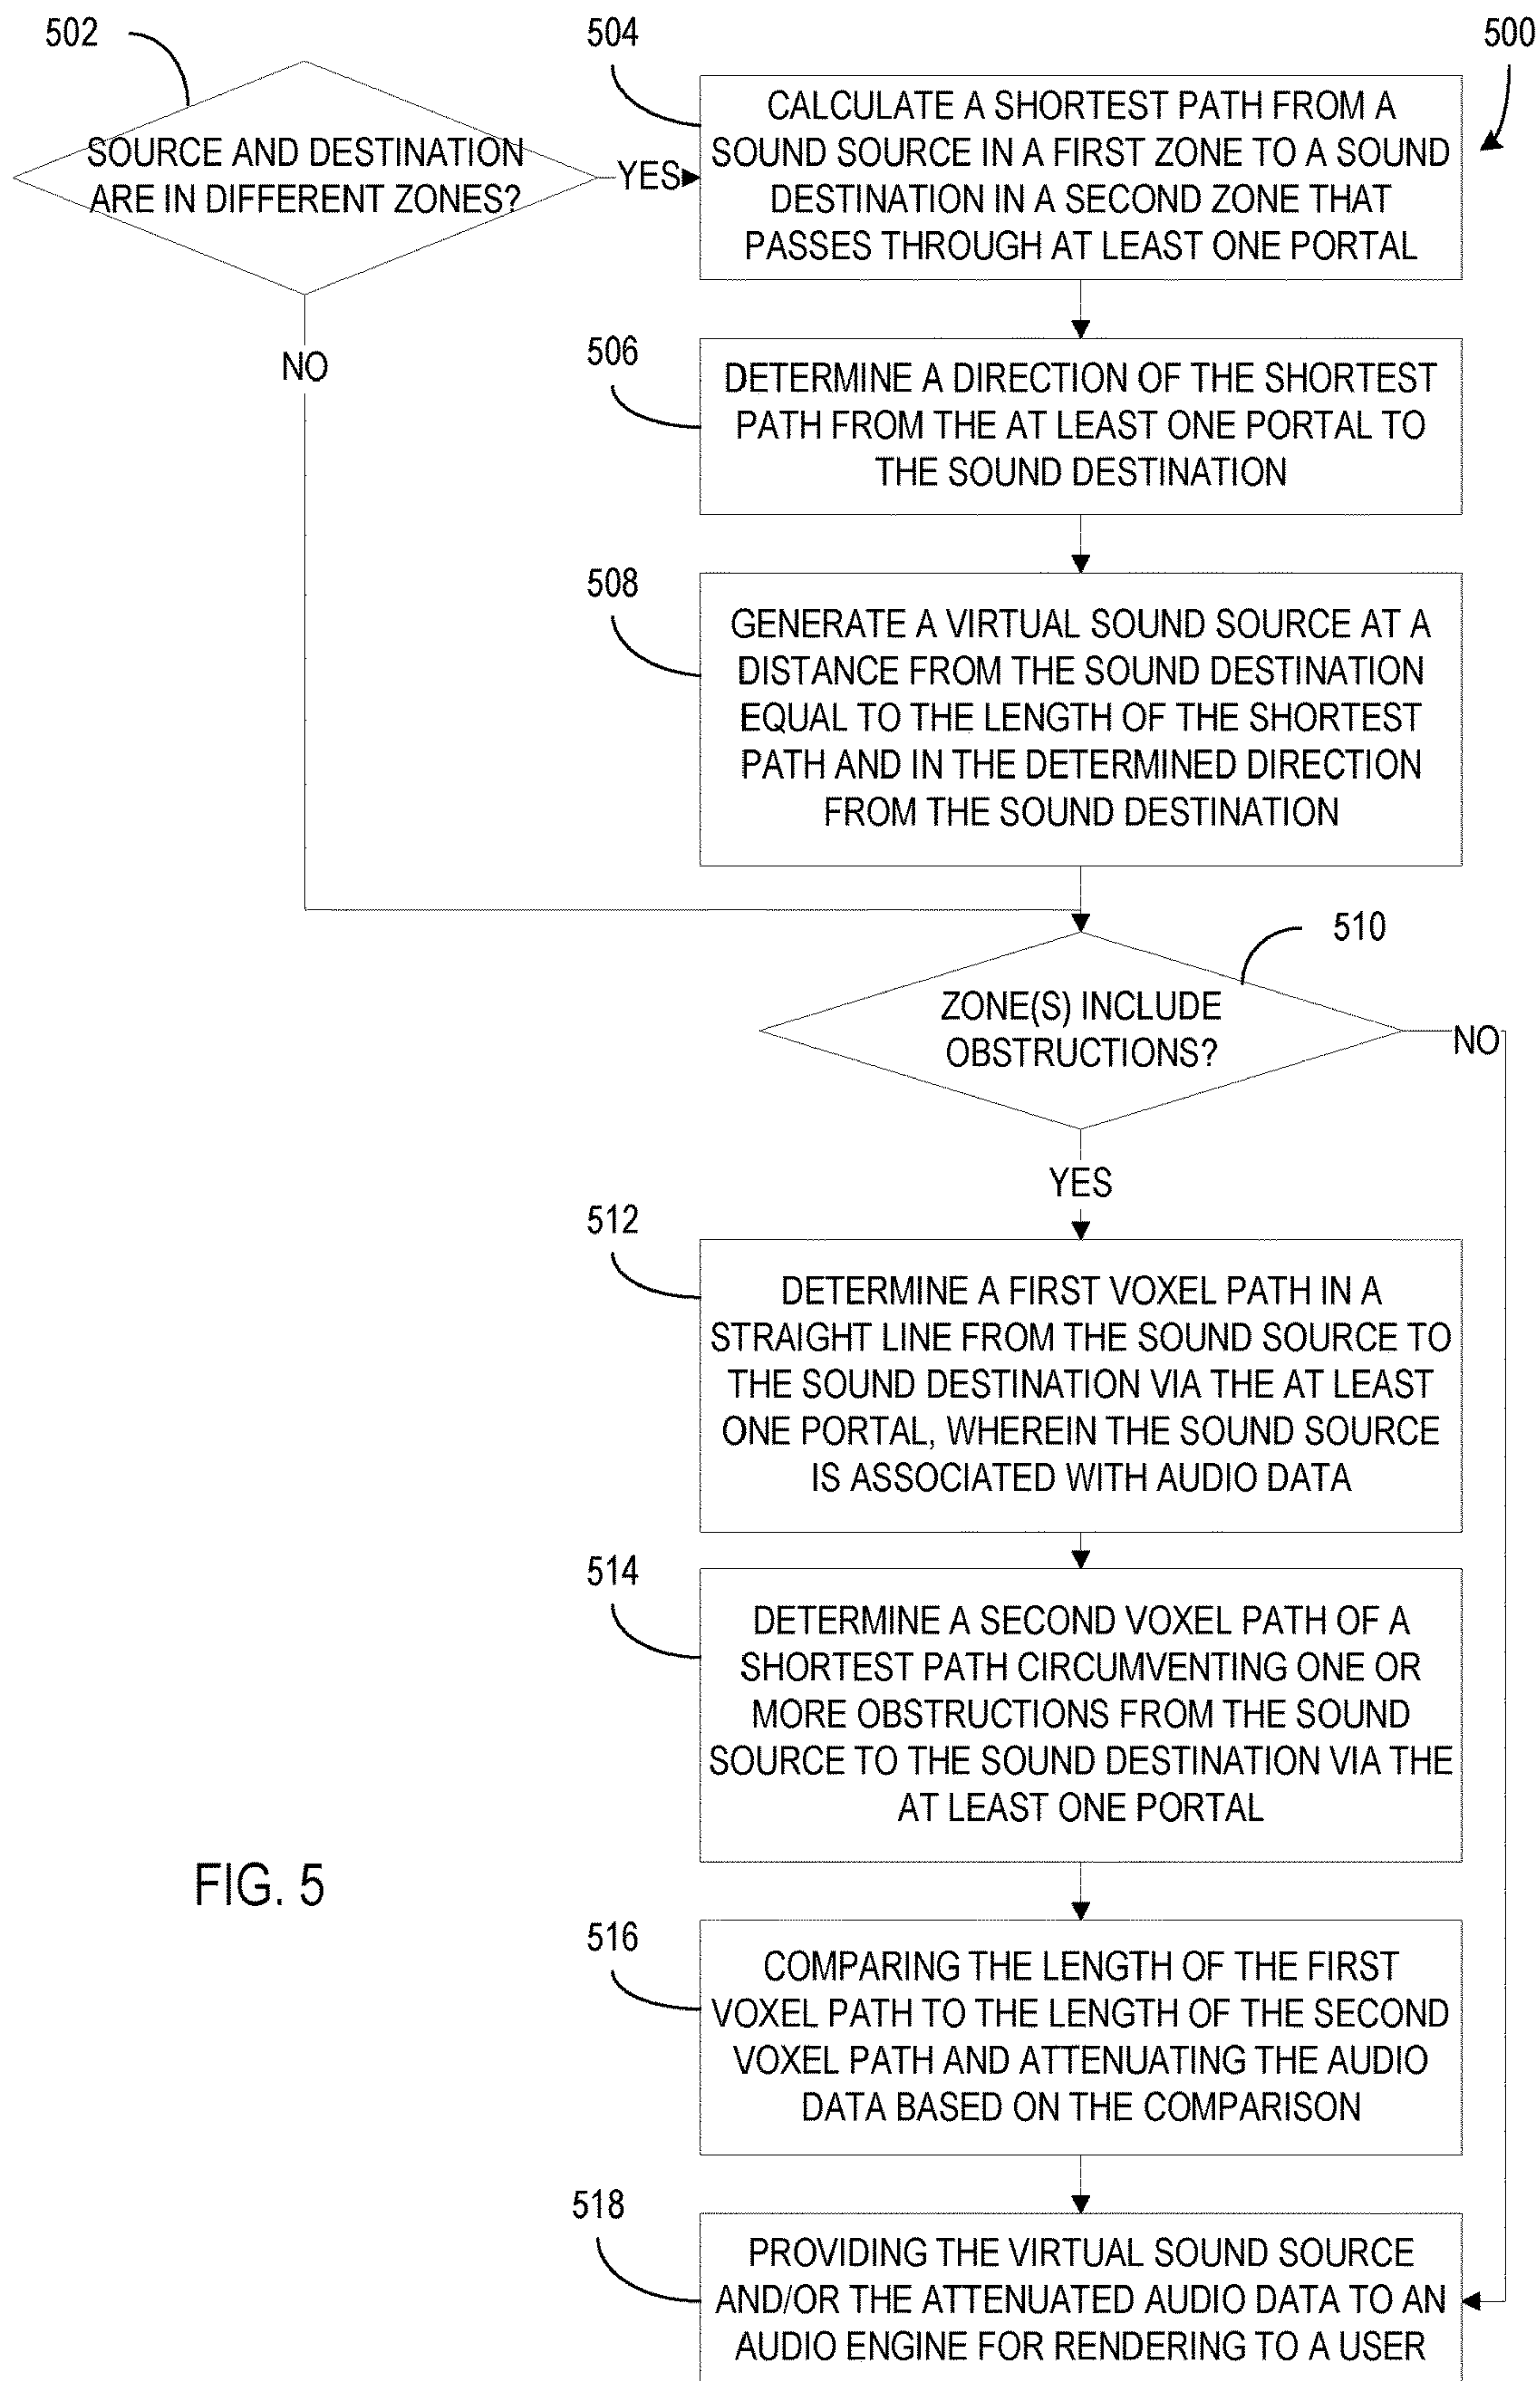 502
504
500
SOURCE AND DESTINATION
ARE IN DIFFERENT ZONES?
YES
CALCULATE A SHORTEST PATH FROM A
SOUND SOURCE IN A FIRST ZONE TO A SOUND
DESTINATION IN A SECOND ZONE THAT
PASSES THROUGH AT LEAST ONE PORTAL
NO
506
DETERMINE A DIRECTION OF THE SHORTEST
PATH FROM THE AT LEAST ONE PORTAL TO
THE SOUND DESTINATION
508
GENERATE A VIRTUAL SOUND SOURCE AT A
DISTANCE FROM THE SOUND DESTINATION
EQUAL TO THE LENGTH OF THE SHORTEST
PATH AND IN THE DETERMINED DIRECTION
FROM THE SOUND DESTINATION
510
ZONE(S) INCLUDE
OBSTRUCTIONS?
NO
YES
512
DETERMINE A FIRST VOXEL PATH IN A
STRAIGHT LINE FROM THE SOUND SOURCE TO
THE SOUND DESTINATION VIA THE AT LEAST
ONE PORTAL, WHEREIN THE SOUND SOURCE
IS ASSOCIATED WITH AUDIO DATA
514
DETERMINE A SECOND VOXEL PATH OF A
SHORTEST PATH CIRCUMVENTING ONE OR
MORE OBSTRUCTIONS FROM THE SOUND
SOURCE TO THE SOUND DESTINATION VIA THE
AT LEAST ONE PORTAL
FIG. 5
516
COMPARING THE LENGTH OF THE FIRST
VOXEL PATH TO THE LENGTH OF THE SECOND
VOXEL PATH AND ATTENUATING THE AUDIO
DATA BASED ON THE COMPARISON
518
PROVIDING THE VIRTUAL SOUND SOURCE
AND/OR THE ATTENUATED AUDIO DATA TO AN
AUDIO ENGINE FOR RENDERING TO A USER